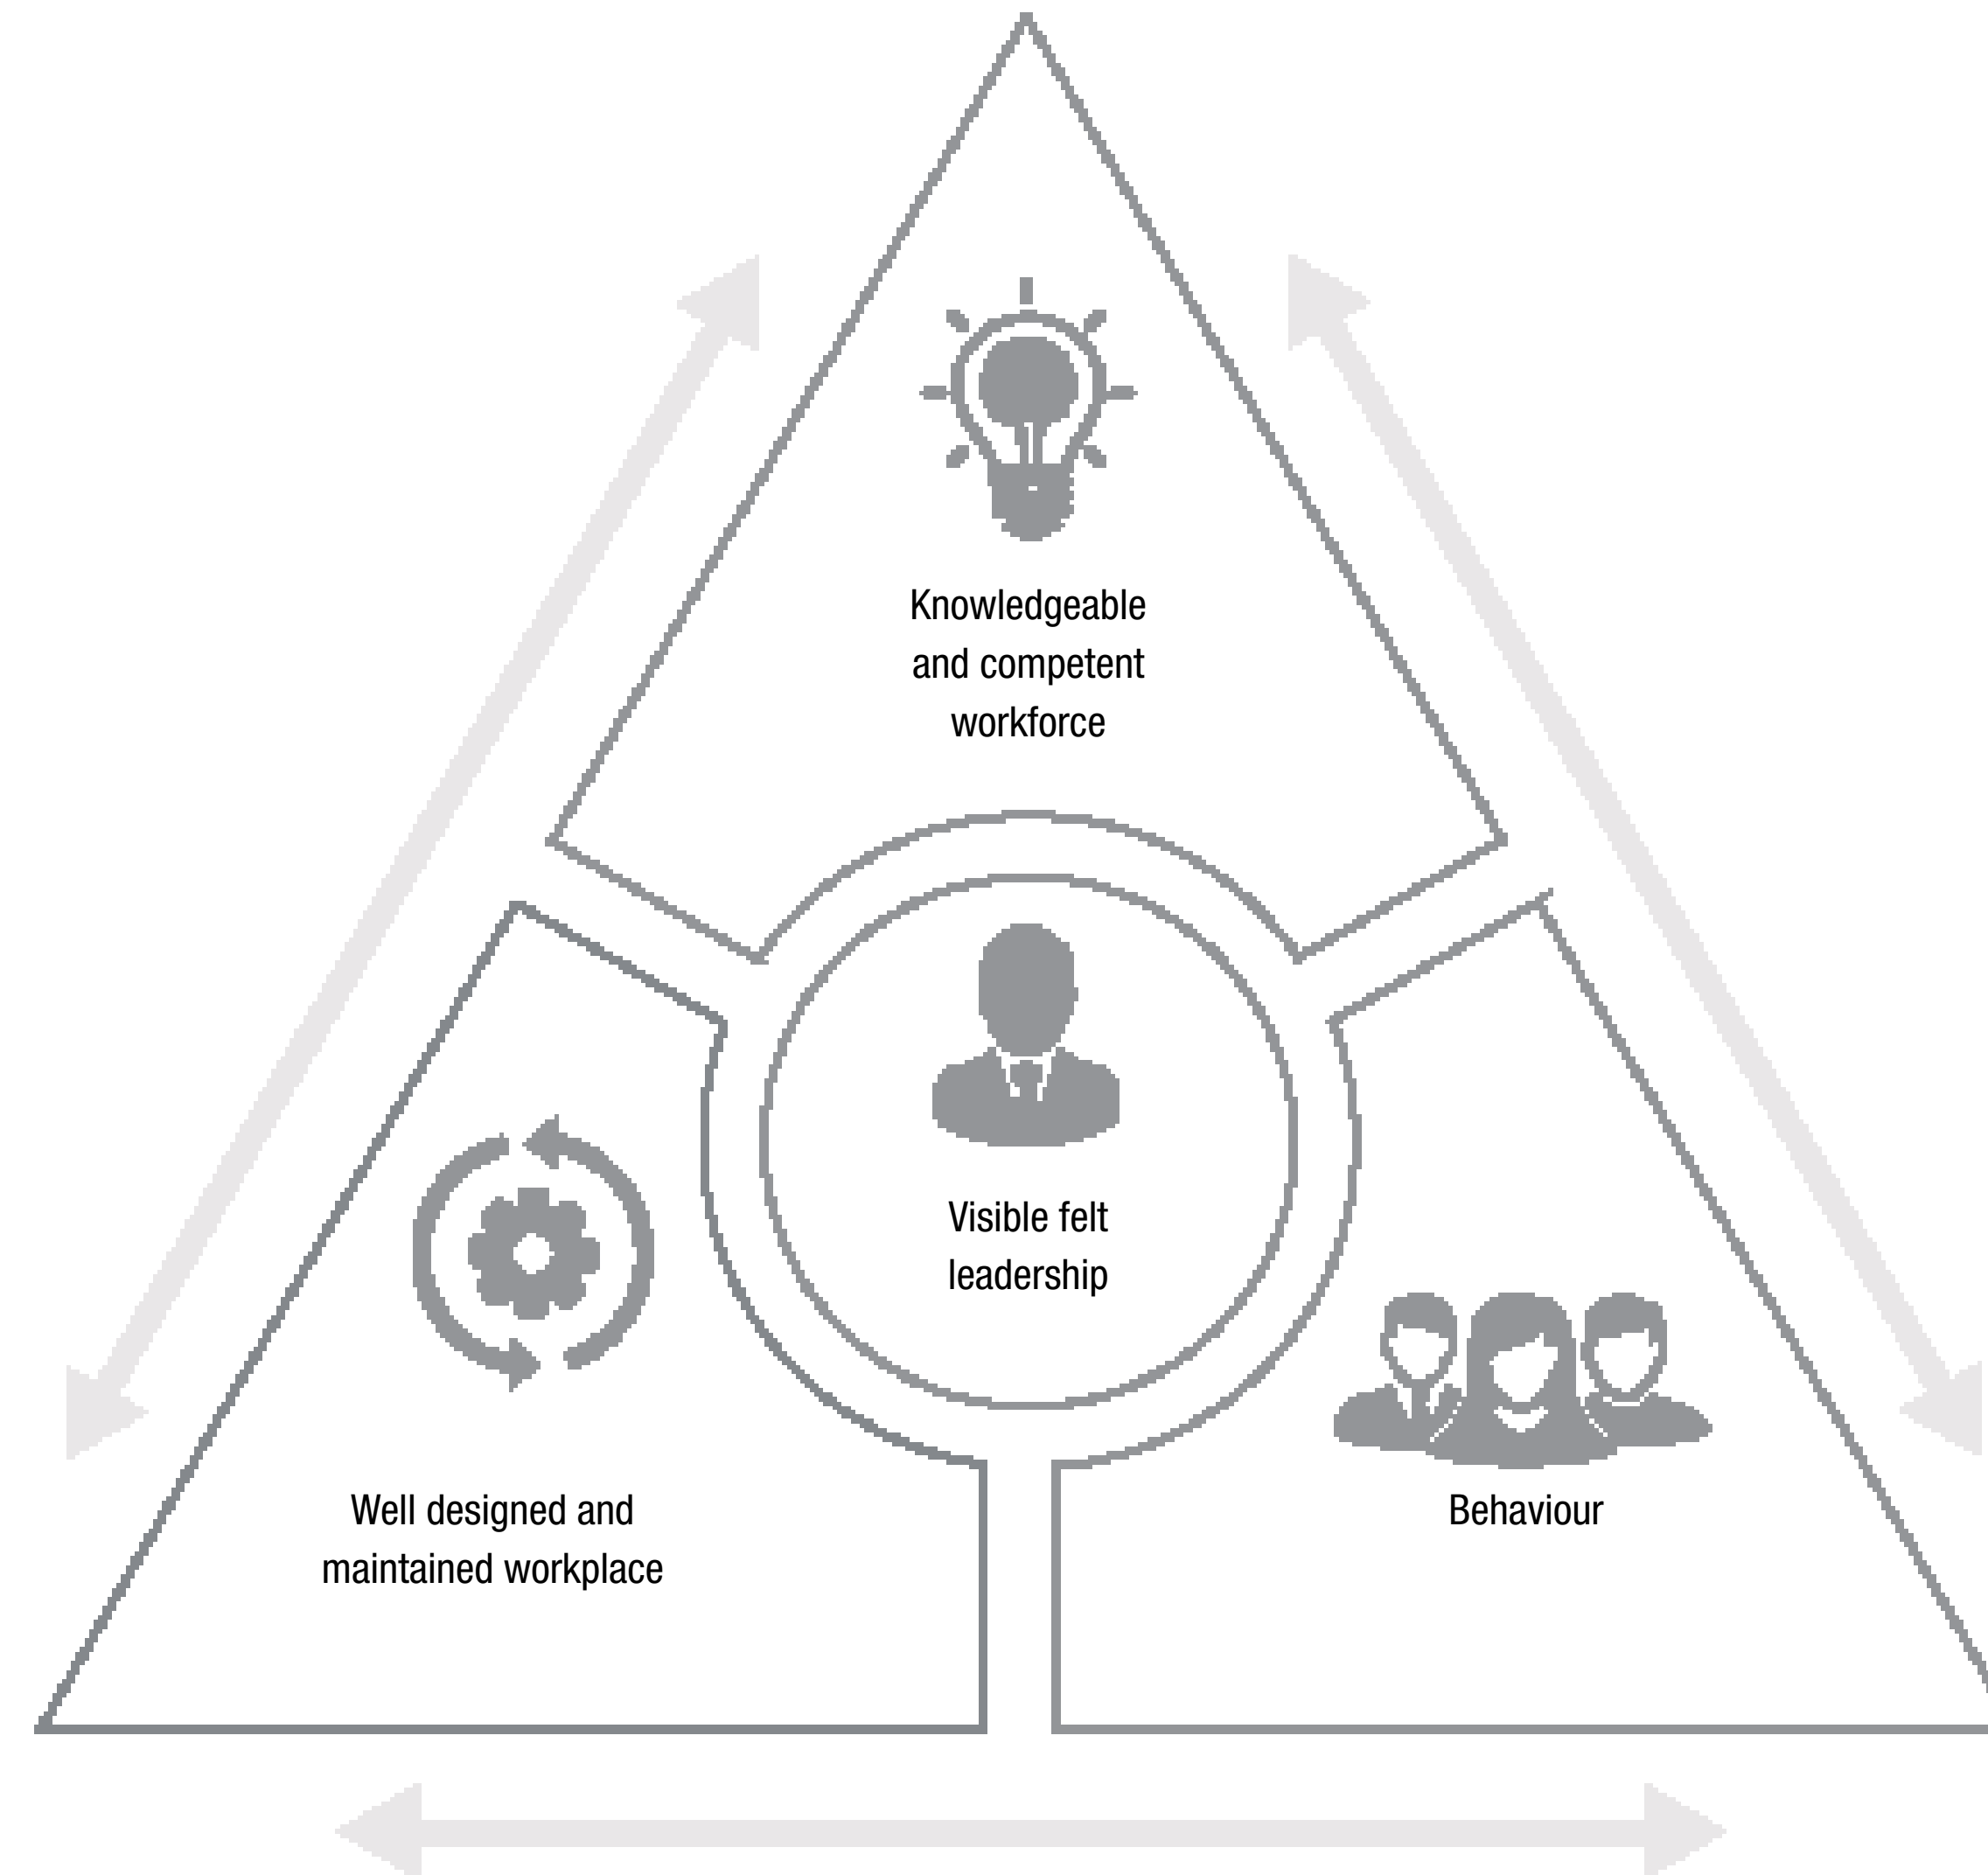 Knowledgeable
and competent
workforce
Visible felt
leadership
Well designed and
maintained workplace
Behaviour